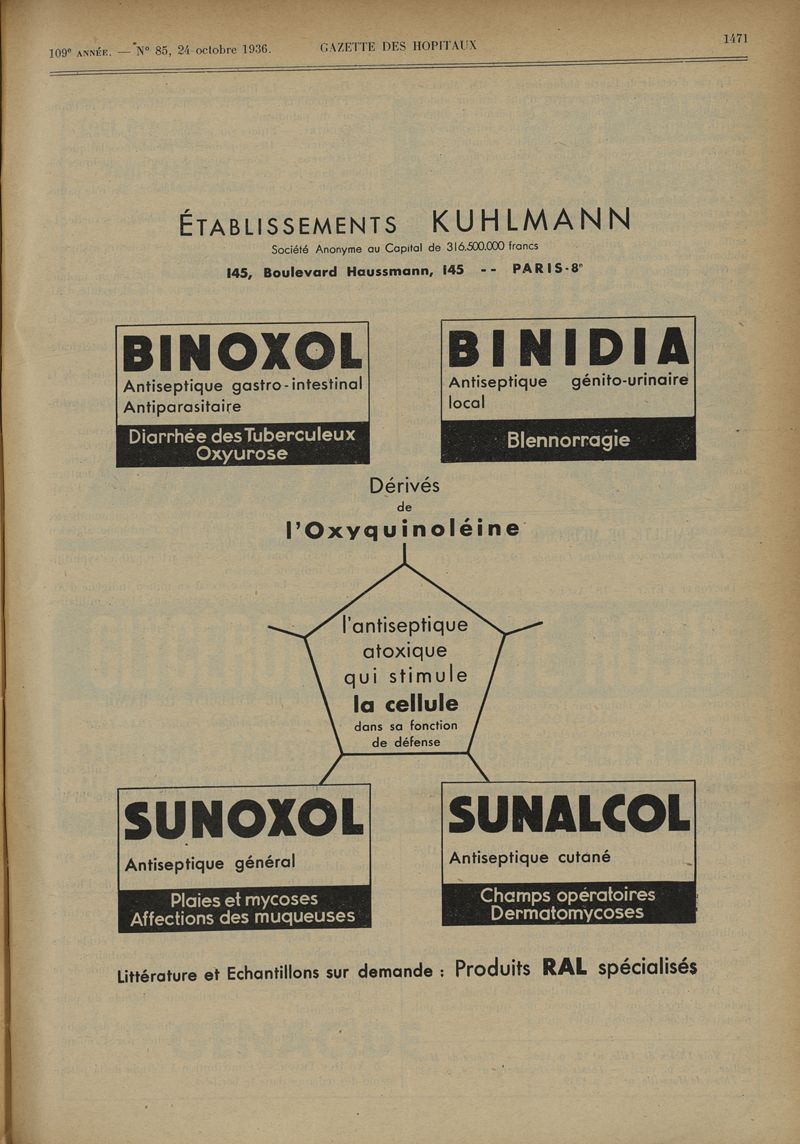 109e ANNÉE. — N° 85, 24 octobre 1936.
GAZETTE DES HOPITAUX
1471
ÉTABLISSEMENTS KUHLMANN
Société Anonyme au Capital de 316.500.000 francs
145, Boulevard Haussmann, 145 -- PARIS-8e
BINOXOL
Antiseptique gastro-intestinal
Antiparasitaire
Diarrhée des Tuberculeux
Oxyurose
BINIDIA
Antiseptique génito-urinaire
local
Blennorragie
Dérivés
de
l'Oxyquinoléine
l'antiseptique
atoxique
qui stimule
la cellule
dans sa fonction
de défense
SUNOXOL
Antiseptique général
Plaies et mycoses
Affections des muqueuses
SUNALCOL
Antiseptique cutané
Champs opératoires
Dermatomycoses
Littérature et Echantillons sur demande : Produits RAL spécialisés